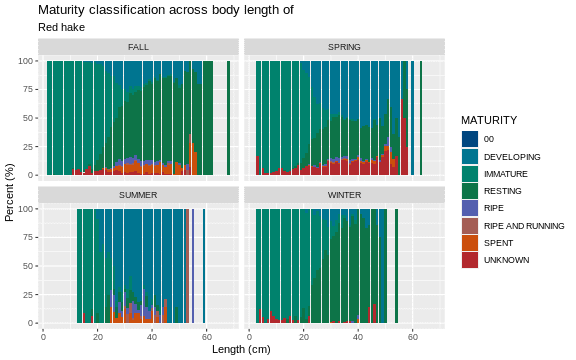 Maturity classification across body length of
Red hake
FALL
SPRING
100
75
50
25
0
SUMMER
WINTER
100
75
50
25
0
0
20
40
60
0
20
40
60
Length (cm)
Percent (%)
MATURITY
00
DEVELOPING
IMMATURE
RESTING
RIPE
RIPE AND RUNNING
SPENT
UNKNOWN